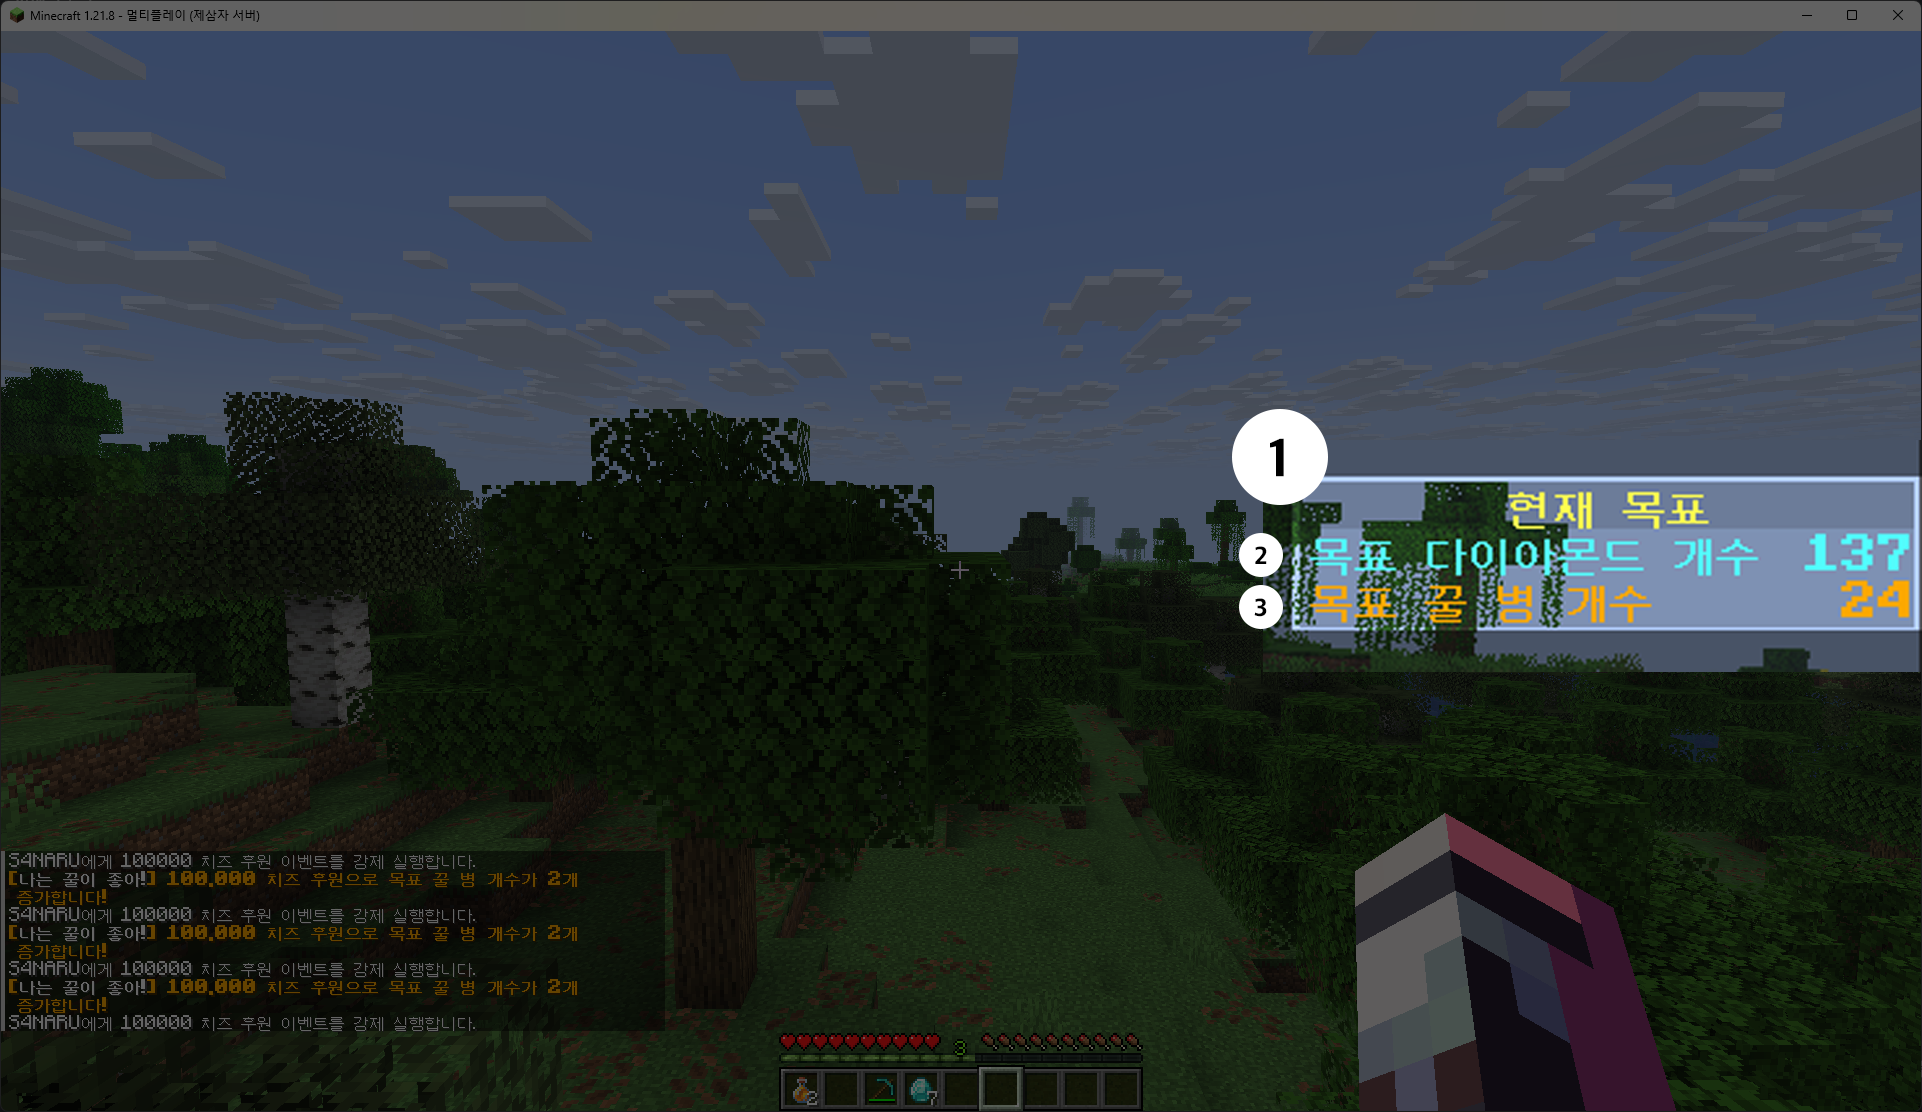 Minecraft 1.21.8 - 멀티플레이 (제삼자 서버)
1
현재 목표
2 목표 다이아몬드 개수 137
3 목표 꿀 병 개수 24
S4NARU에게 100000 치즈 후원 이벤트를 강제 실행합니다.
[나는 꿀이 좋아!] 100,000 치즈 후원으로 목표 꿀 병 개수가 2개
증가합니다!
S4NARU에게 100000 치즈 후원 이벤트를 강제 실행합니다.
[나는 꿀이 좋아!] 100,000 치즈 후원으로 목표 꿀 병 개수가 2개
증가합니다!
S4NARU에게 100000 치즈 후원 이벤트를 강제 실행합니다.
[나는 꿀이 좋아!] 100,000 치즈 후원으로 목표 꿀 병 개수가 2개
증가합니다!
S4NARU에게 100000 치즈 후원 이벤트를 강제 실행합니다.
3
2 7